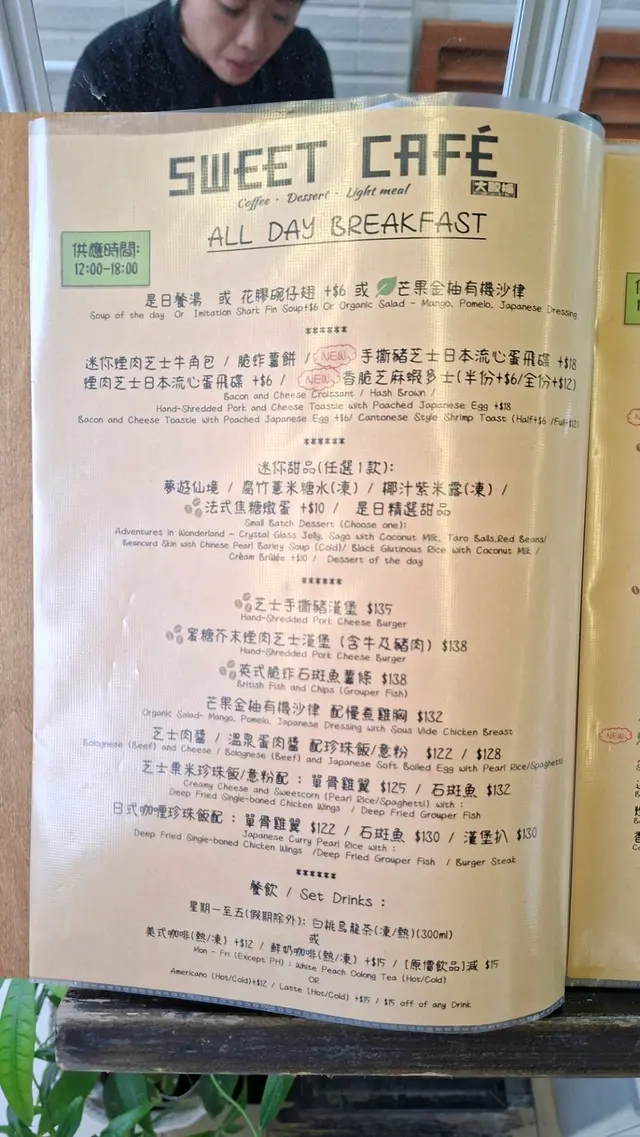 SWEET CAFÉ
Coffee · Dessert · Light meal
大眼博
ALL DAY BREAKFAST
供應時間:
12:00-18:00
是日餐湯 或 花膠碗仔翅 +$6 或 芒果金柚有機沙律
Soup of the day Or Imitation Shark Fin Soup+$6 Or Organic Salad - Mango, Pomelo, Japanese Dressing
******
迷你煙肉芝士牛角包 / 脆炸薯餅 / NEW 手撕豬芝士日本流心蛋飛碟 +$18
煙肉芝士日本流心蛋飛碟 +$6 / NEW 香脆芝麻蝦多士(半份+$6/全份+$12)
Bacon and Cheese Croissant / Hash Brown /
Hand-Shredded Pork and Cheese Toastie with Poached Japanese Egg +$18
Bacon and Cheese Toastie with Poached Japanese Egg +$6/ Cantonese Style Shrimp Toast (Half+$6 /Full+$12)
******
迷你甜品(任選1款):
夢遊仙境 / 腐竹薏米糖水(凍) / 椰汁紫米露(凍) /
法式焦糖燉蛋 +$10 / 是日精選甜品
Small Batch Dessert (Choose one):
Adventures in Wonderland - Crystal Glass Jelly, Sago with Coconut Milk, Taro Balls,Red Beans/
Beancurd Skin with Chinese Pearl Barley Soup (Cold)/ Black Glutinous Rice with Coconut Milk /
Crèam Brûlée +$10 / Dessert of the day
******
芝士手撕豬漢堡 $135
Hand-Shredded Pork Cheese Burger
蜜糖芥末煙肉芝士漢堡 (含牛及豬肉) $138
Hand-Shredded Pork Cheese Burger
英式脆炸石斑魚薯條 $138
British Fish and Chips (Grouper Fish)
芒果金柚有機沙律 配慢煮雞胸 $132
Organic Salad- Mango, Pomelo, Japanese Dressing with Sous Vide Chicken Breast
芝士肉醬 / 溫泉蛋肉醬 配珍珠飯/意粉 $122 / $128
Bolognese (Beef) and Cheese / Bolognese (Beef) and Japanese Soft Boiled Egg with Pearl Rice/Spaghetti
芝士粟米珍珠飯/意粉配 : 單骨雞翼 $125 / 石斑魚 $132
Creamy Cheese and Sweetcorn (Pearl Rice/Spaghetti) with :
Deep Fried Single-boned Chicken Wings / Deep Fried Grouper Fish
日式咖喱珍珠飯配 : 單骨雞翼 $122 / 石斑魚 $130 / 漢堡扒 $130
Japanese Curry Pearl Rice with :
Deep Fried Single-boned Chicken Wings /Deep Fried Grouper Fish / Burger Steak
******
餐飲 / Set Drinks :
星期一至五(假期除外): 白桃烏龍茶(凍/熱)(300ml)
或
美式咖啡(熱/凍) +$12 / 鮮奶咖啡(熱/凍) +$15 / [原價飲品]減 $15
Mon - Fri (Except PH) : White Peach Oolong Tea (Hot/Cold)
OR
Americano (Hot/Cold)+$12 / Latte (Hot/Cold) +$15 / $15 off of any Drink
NEW